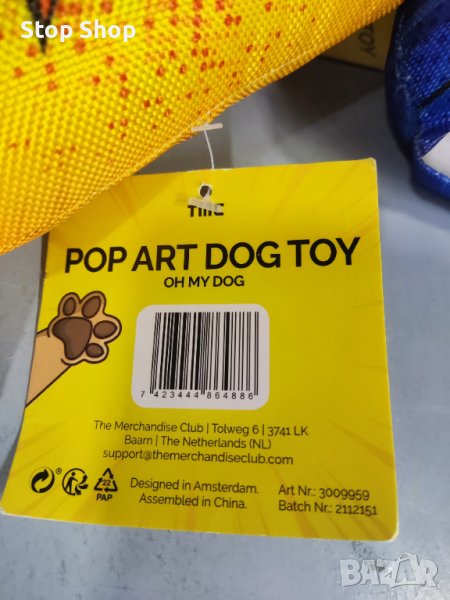 Stop Shop
TMC
POP ART DOG TOY
OH MY DOG
7 423444 864886
The Merchandise Club | Tolweg 6 | 3741 LK
Baarn | The Netherlands (NL)
support@themerchandiseclub.com
22
PAP
Designed in Amsterdam.
Assembled in China.
Art Nr.: 3009959
Batch Nr.: 2112151
BAZAR